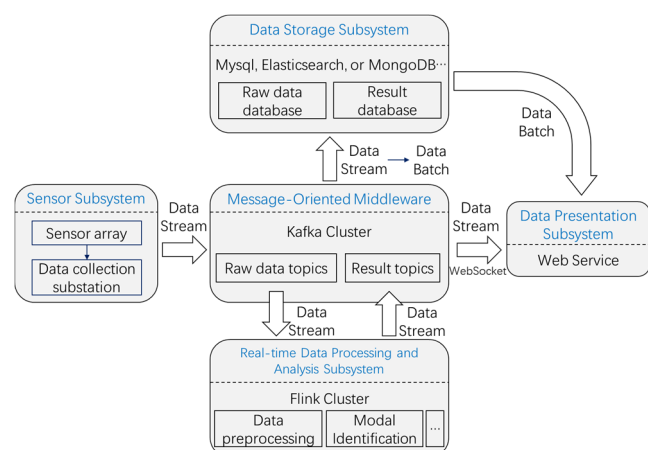 Data Storage Subsystem
Mysql, Elasticsearch, or MongoDB…
Raw data
database
Result
database
Data
Batch
Data
Stream
Data
Batch
Sensor Subsystem
Sensor array
Data collection
substation
Data
Stream
Message-Oriented Middleware
Kafka Cluster
Raw data topics
Result topics
Data
Stream
WebSocket
Data Presentation
Subsystem
Web Service
Data
Stream
Data
Stream
Real-time Data Processing and
Analysis Subsystem
Flink Cluster
Data
preprocessing
Modal
Identification
...